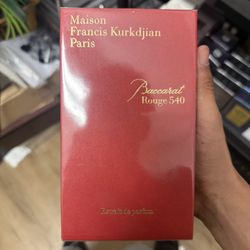 Maison
Francis Kurkdjian
Paris
Baccarat
Rouge 540
Extrait de parfum